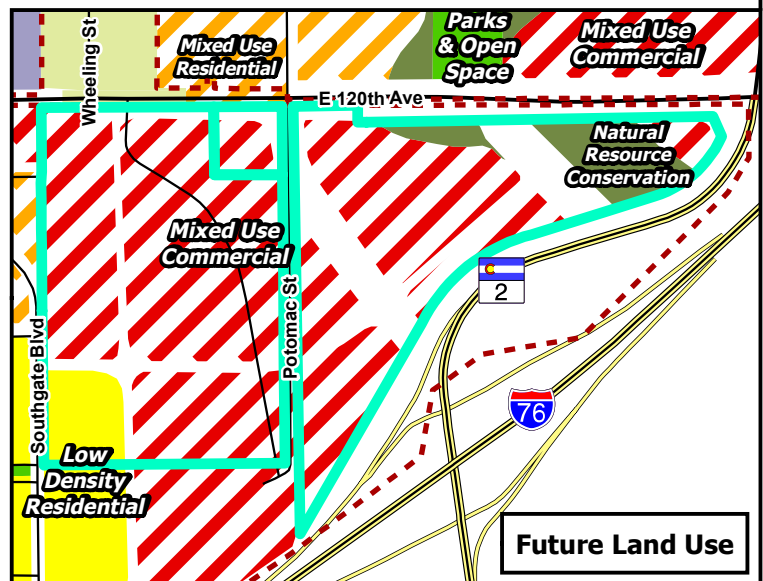 Wheeling St
Mixed Use
Residential
Parks
& Open
Space
Mixed Use
Commercial
E 120th Ave
Natural
Resource
Conservation
Mixed Use
Commercial
2
Potomac St
Southgate Blvd
76
Low
Density
Residential
Future Land Use